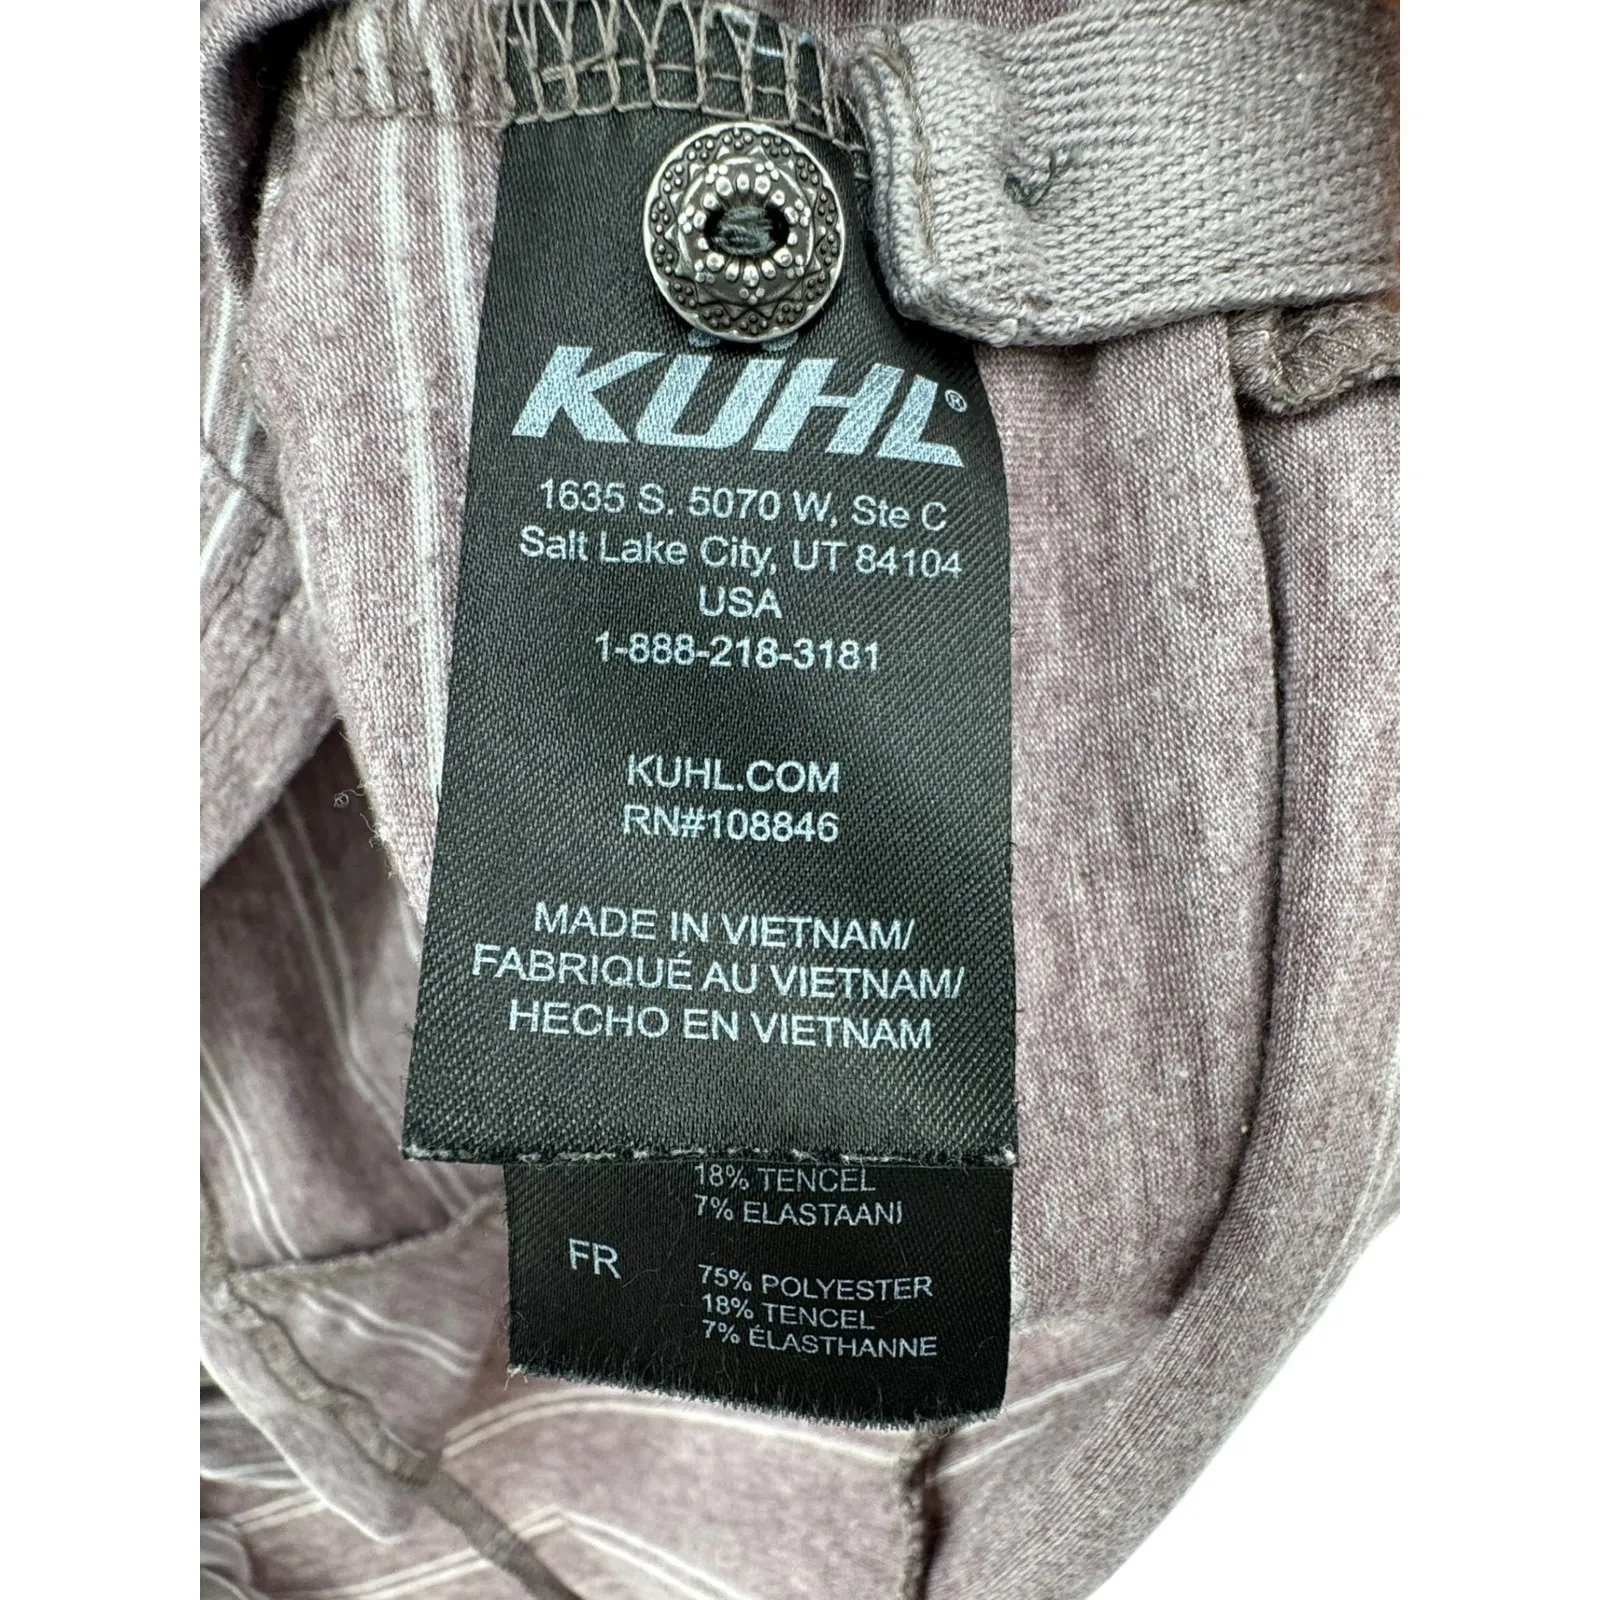 KÜHL®
1635 S. 5070 W, Ste C
Salt Lake City, UT 84104
USA
1-888-218-3181
KUHL.COM
RN#108846
MADE IN VIETNAM/
FABRIQUÉ AU VIETNAM/
HECHO EN VIETNAM
18% TENCEL
7% ELASTAANI
FR
75% POLYESTER
18% TENCEL
7% ÉLASTHANNE